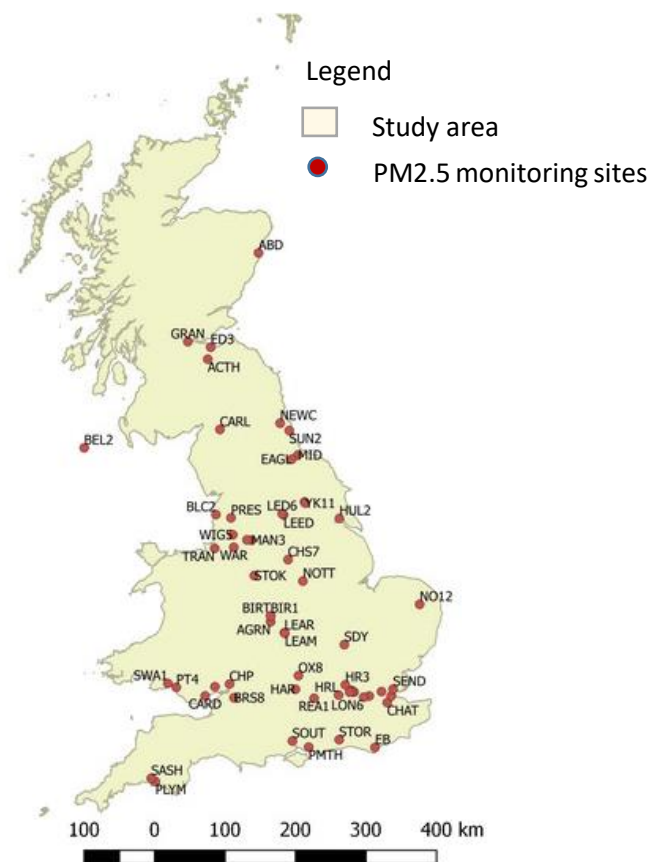 Legend
Study area
PM2.5 monitoring sites
ABD
GRAN
ED3
ACTH
CARL
NEWC
SUN2
BEL2
EAGL
MID
BLC2
PRES
LED6
YK11
LEED
HUL2
WIGS
MAN3
TRAN
WAR
CHS7
STOK
NOTT
NO12
BIRTBIR1
AGRN
LEAR
LEAM
SDY
SWA1
PT4
CHP
OX8
HR3
SEND
CARD
BRS8
HAR
HRL
REA1
LON6
CHAT
SOUT
STOR
EB
PMTH
SASH
PLYM
100 0 100 200 300 400 km